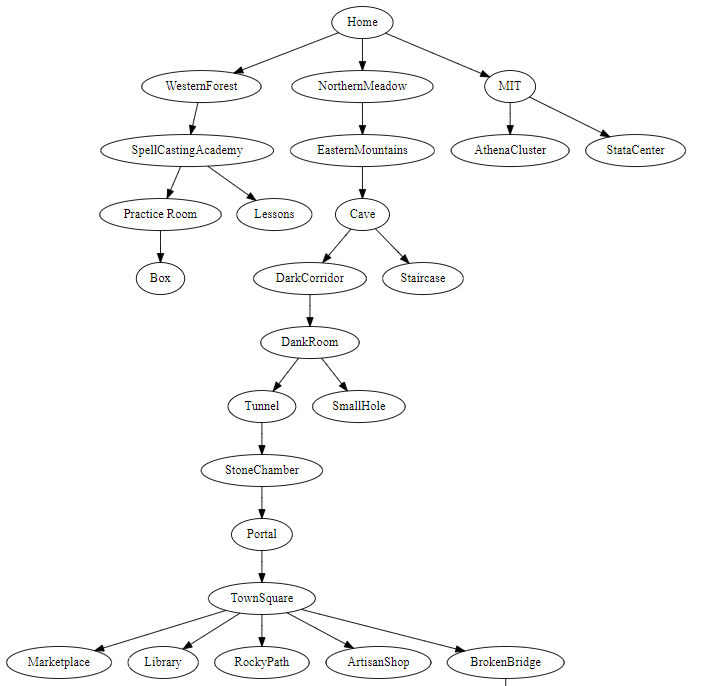 Home
WesternForest
NorthernMeadow
MIT
SpellCastingAcademy
EasternMountains
AthenaCluster
StataCenter
Practice Room
Lessons
Cave
Box
DarkCorridor
Staircase
DankRoom
Tunnel
SmallHole
StoneChamber
Portal
TownSquare
Marketplace
Library
RockyPath
ArtisanShop
BrokenBridge